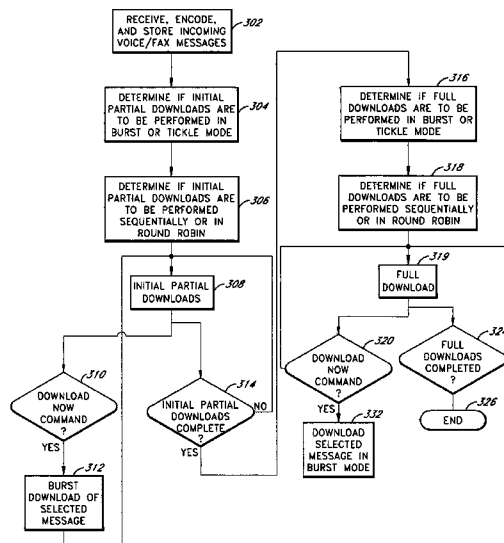 RECEIVE, ENCODE,
AND STORE INCOMING
VOICE/FAX MESSAGES
302
DETERMINE IF INITIAL
PARTIAL DOWNLOADS ARE
TO BE PERFORMED IN
BURST OR TICKLE MODE
304
DETERMINE IF INITIAL
PARTIAL DOWNLOADS ARE
TO BE PERFORMED
SEQUENTIALLY OR IN
ROUND ROBIN
306
INITIAL PARTIAL
DOWNLOADS
308
310
DOWNLOAD
NOW
COMMAND
?
YES
312
BURST
DOWNLOAD OF
SELECTED
MESSAGE
314
INITIAL PARTIAL
DOWNLOADS
COMPLETE
?
NO
YES
316
DETERMINE IF FULL
DOWNLOADS ARE TO BE
PERFORMED IN BURST OR
TICKLE MODE
318
DETERMINE IF FULL
DOWNLOADS ARE TO BE
PERFORMED SEQUENTIALLY
OR IN ROUND ROBIN
319
FULL
DOWNLOAD
320
DOWNLOAD
NOW
COMMAND
?
YES
332
DOWNLOAD
SELECTED
MESSAGE IN
BURST MODE
FULL
DOWNLOADS
COMPLETED
?
326
END